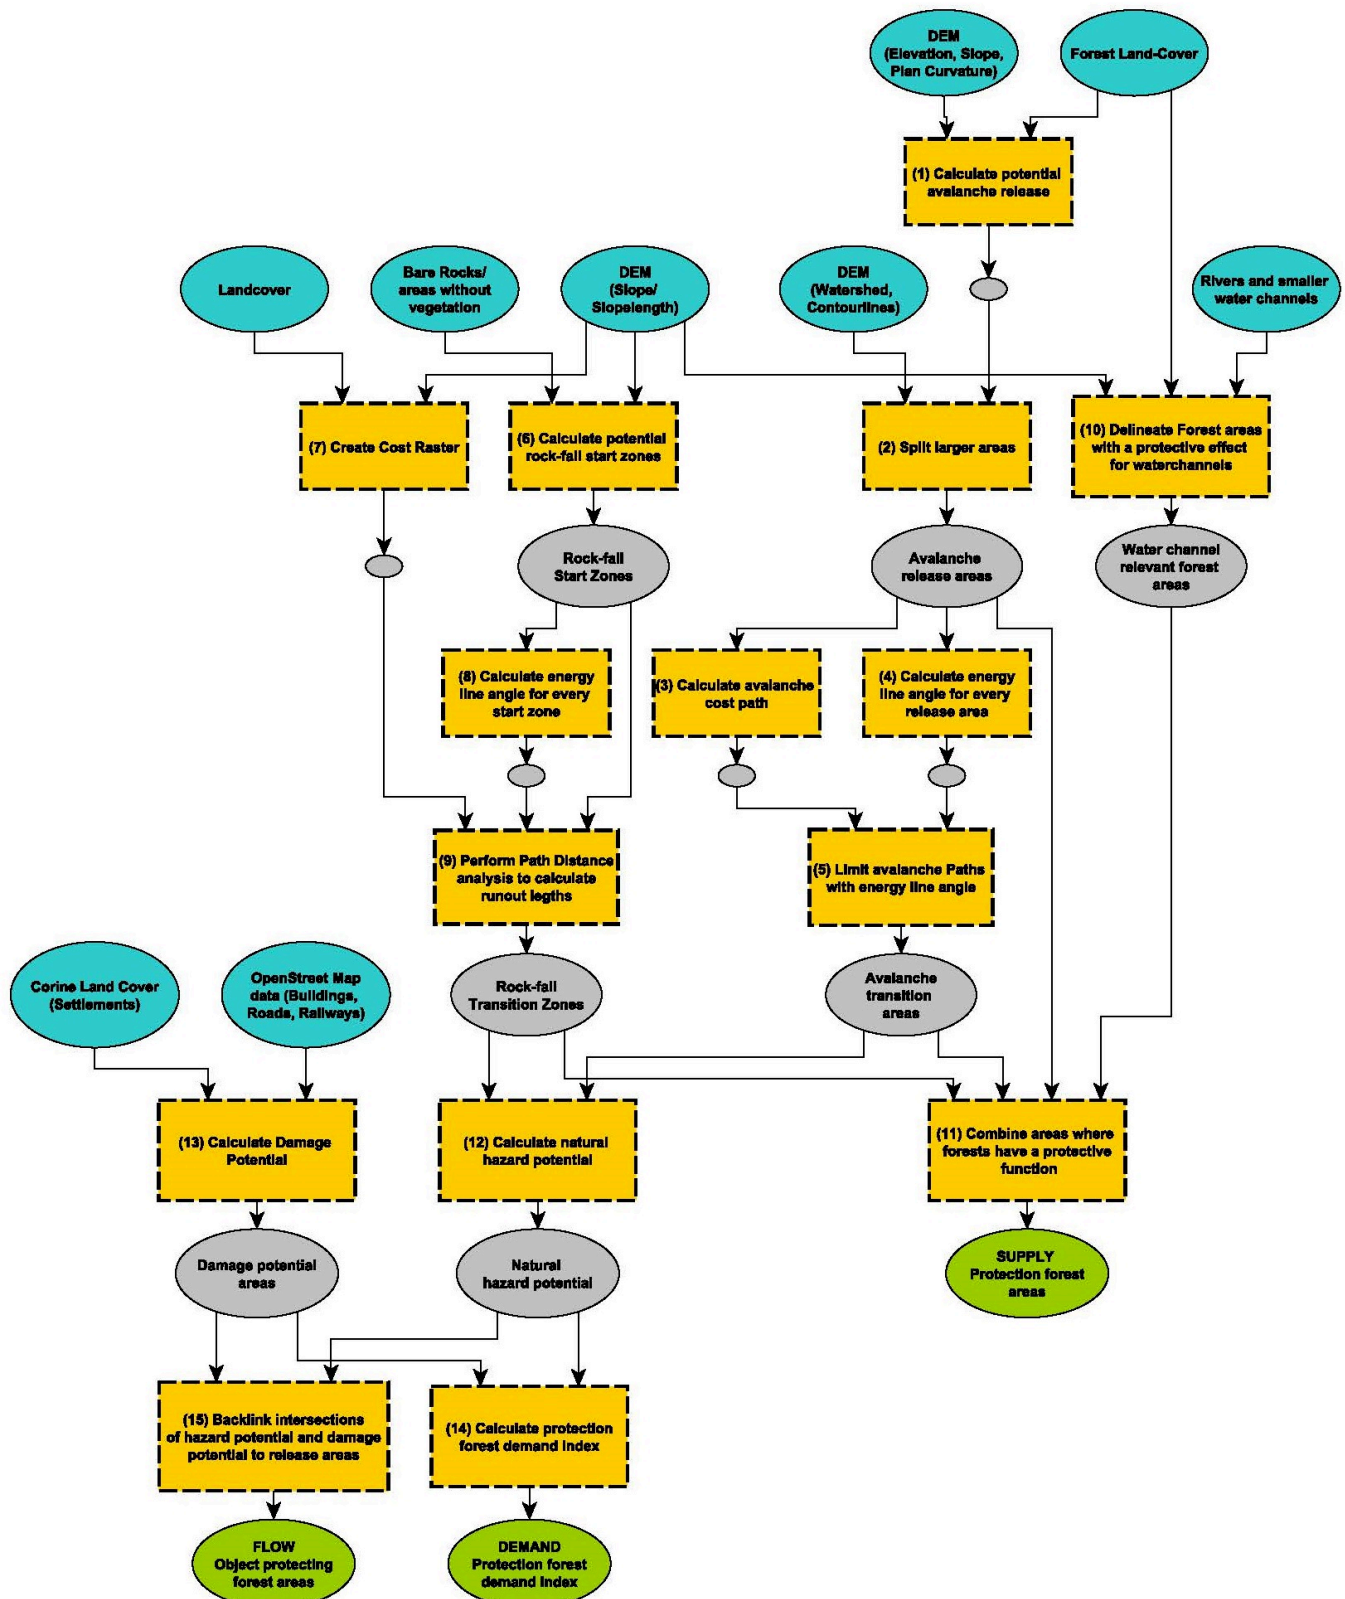 DEM
(Elevation, Slope,
Plan Curvature)
Forest Land-Cover
(1) Calculate potential
avalanche release
Landcover
Bare Rocks/
areas without
vegetation
DEM
(Slope/
Slopelength)
DEM
(Watershed,
Contourlines)
Rivers and smaller
water channels
(7) Create Cost Raster
(6) Calculate potential
rock-fall start zones
(2) Split larger areas
(10) Delineate Forest areas
with a protective effect
for waterchannels
Rock-fall
Start Zones
Avalanche
release areas
Water channel
relevant forest
areas
(8) Calculate energy
line angle for every
start zone
(3) Calculate avalanche
cost path
(4) Calculate energy
line angle for every
release area
(9) Perform Path Distance
analysis to calculate
runout legths
(5) Limit avalanche Paths
with energy line angle
Corine Land Cover
(Settlements)
OpenStreet Map
data (Buildings,
Roads, Railways)
Rock-fall
Transition Zones
Avalanche
transition
areas
(13) Calculate Damage
Potential
(12) Calculate natural
hazard potential
(11) Combine areas where
forests have a protective
function
Damage potential
areas
Natural
hazard potential
SUPPLY
Protection forest
areas
(15) Backlink intersections
of hazard potential and damage
potential to release areas
(14) Calculate protection
forest demand index
FLOW
Object protecting
forest areas
DEMAND
Protection forest
demand index